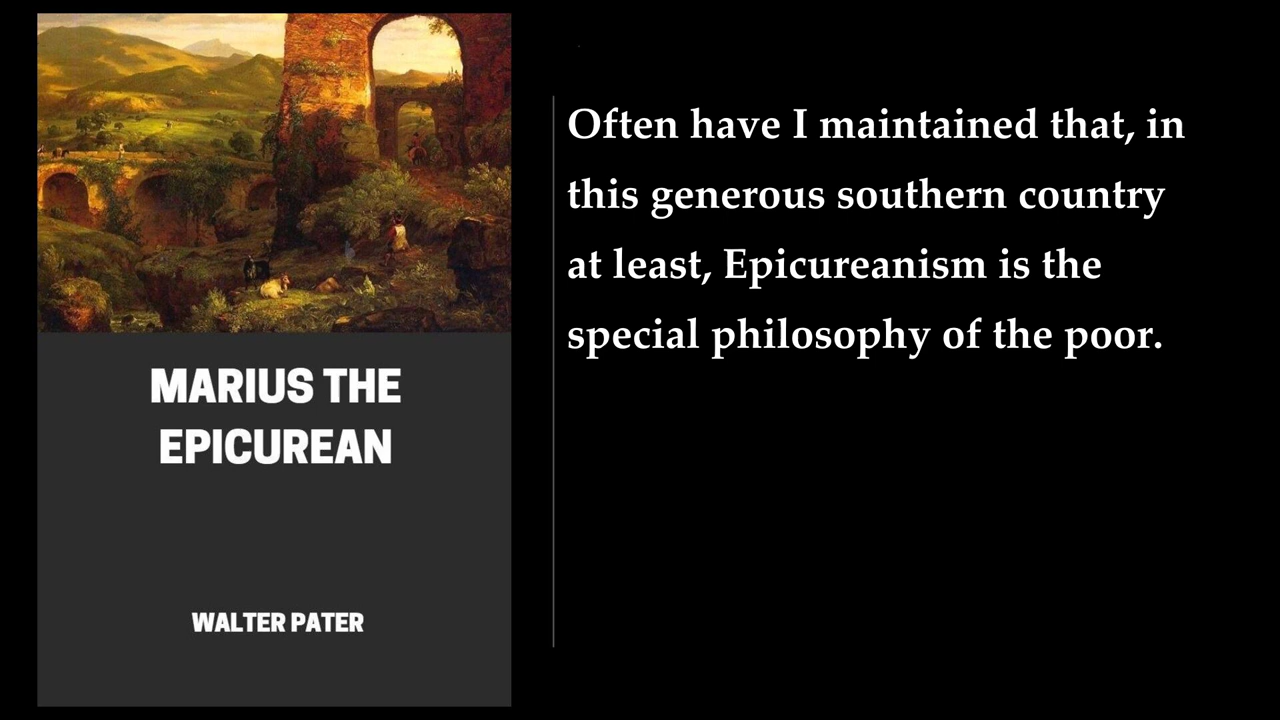 MARIUS THE
EPICUREAN
WALTER PATER
Often have I maintained that, in
this generous southern country
at least, Epicureanism is the
special philosophy of the poor.